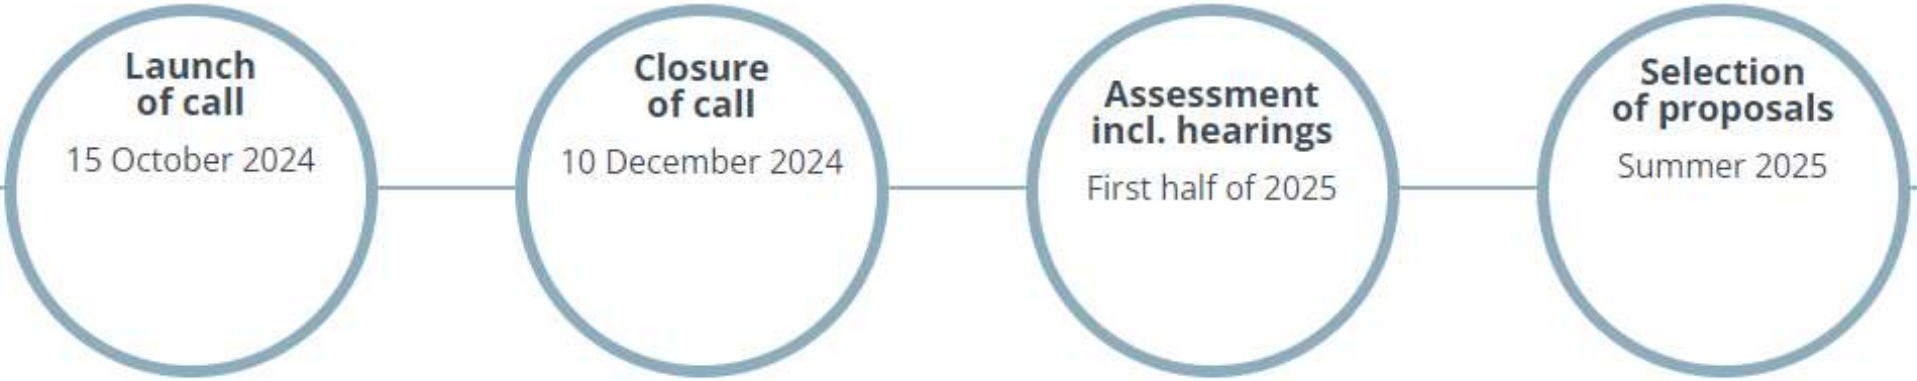 Launch
of call
15 October 2024
Closure
of call
10 December 2024
Assessment
incl. hearings
First half of 2025
Selection
of proposals
Summer 2025